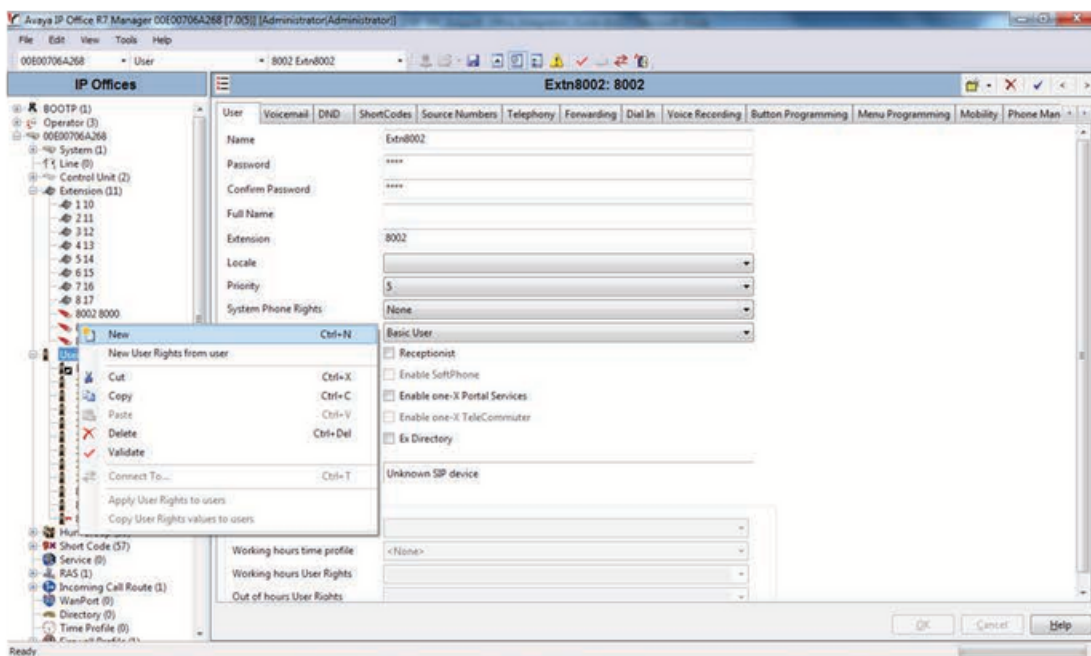 Avaya IP Office R7 Manager 00E00706A268 [7.0(5)] [Administrator(Administrator)]
File Edit View Tools Help
00E00706A268 User 8002 Extn8002
IP Offices
Extn8002: 8002
BOOTP (1)
Operator (3)
00E00706A268
System (1)
Line (0)
Control Unit (2)
Extension (11)
1 10
2 11
3 12
4 13
5 14
6 15
7 16
8 17
8002 8000
Short Code (57)
Service (0)
RAS (1)
Incoming Call Route (1)
WanPort (0)
Directory (0)
Time Profile (0)
New Ctrl+N
New User Rights from user
Cut Ctrl+X
Copy Ctrl+C
Paste Ctrl+V
Delete Ctrl+Del
Validate
Connect To... Ctrl+T
Apply User Rights to users
Copy User Rights values to users
User Voicemail DND ShortCodes Source Numbers Telephony Forwarding Dial In Voice Recording Button Programming Menu Programming Mobility Phone Man
Name Extn8002
Password ****
Confirm Password ****
Full Name
Extension 8002
Locale
Priority 5
System Phone Rights None
Basic User
Receptionist
Enable SoftPhone
Enable one-X Portal Services
Enable one-X TeleCommuter
Ex Directory
Unknown SIP device
Working hours time profile <None>
Working hours User Rights
Out of hours User Rights
OK Cancel Help
Ready